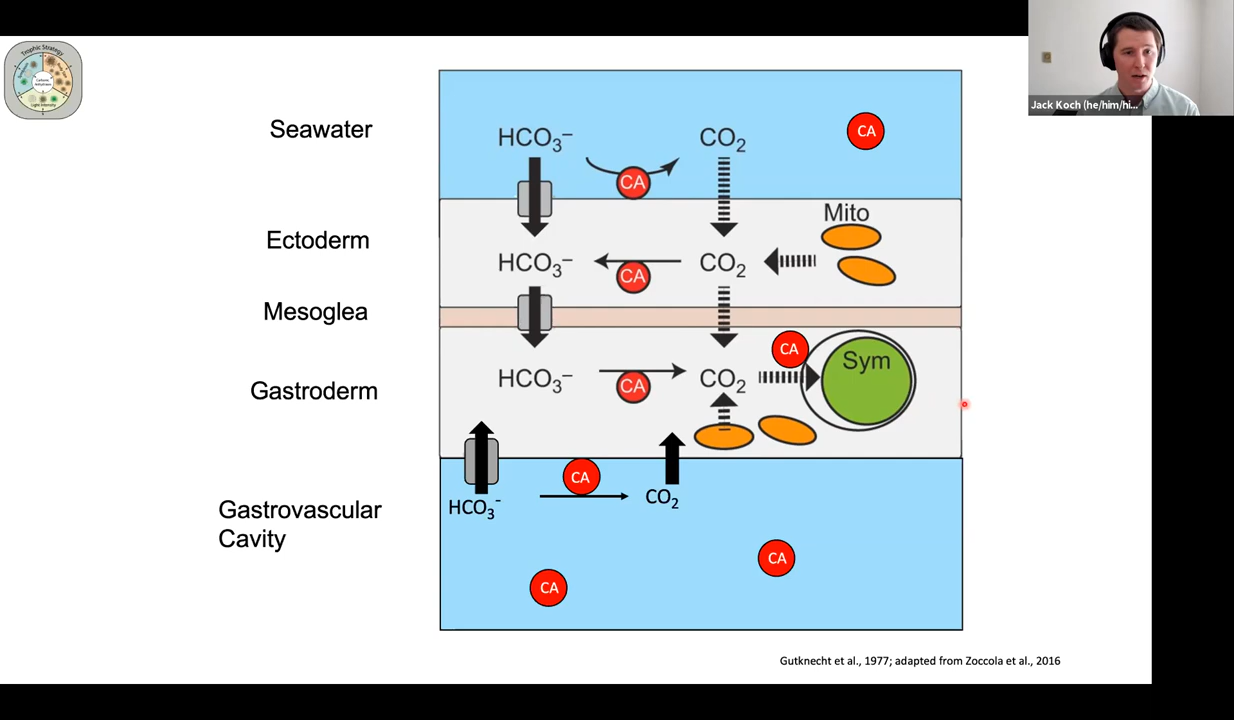 Trophic Strategy
Light Intensity
Jack Koch (he/him/hi...
Seawater
HCO₃⁻
CO₂
CA
CA
Mito
Ectoderm
HCO₃⁻
CO₂
CA
Mesoglea
CA
Sym
Gastroderm
HCO₃⁻
CO₂
CA
CA
Gastrovascular
Cavity
HCO₃⁻
CO₂
CA
CA
Gutknecht et al., 1977; adapted from Zoccola et al., 2016